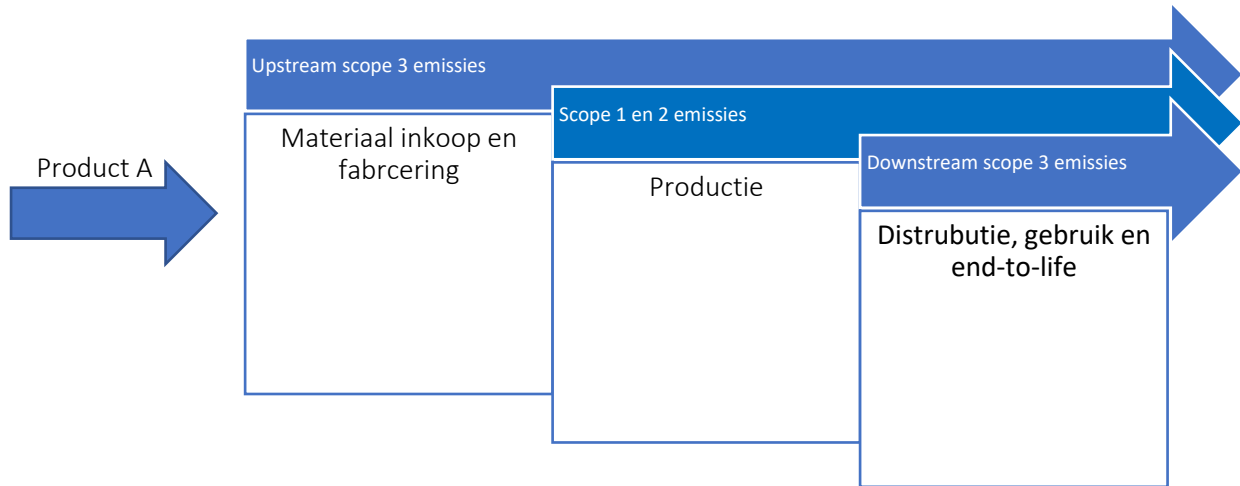 Product A
Upstream scope 3 emissies
Materiaal inkoop en
fabrcering
Scope 1 en 2 emissies
Productie
Downstream scope 3 emissies
Distrubutie, gebruik en
end-to-life